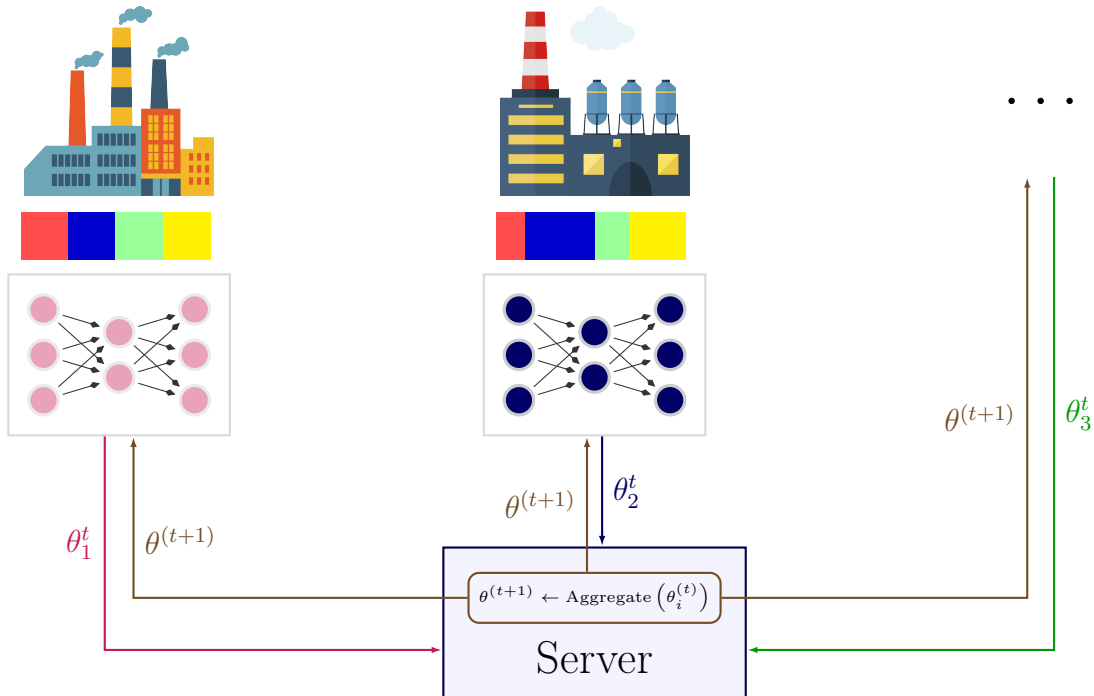 . . .
θ^{(t+1)}
θ_3^t
θ_2^t
θ^{(t+1)}
θ_1^t
θ^{(t+1)}
θ^{(t+1)} ← Aggregate (θ_i^{(t)})
Server